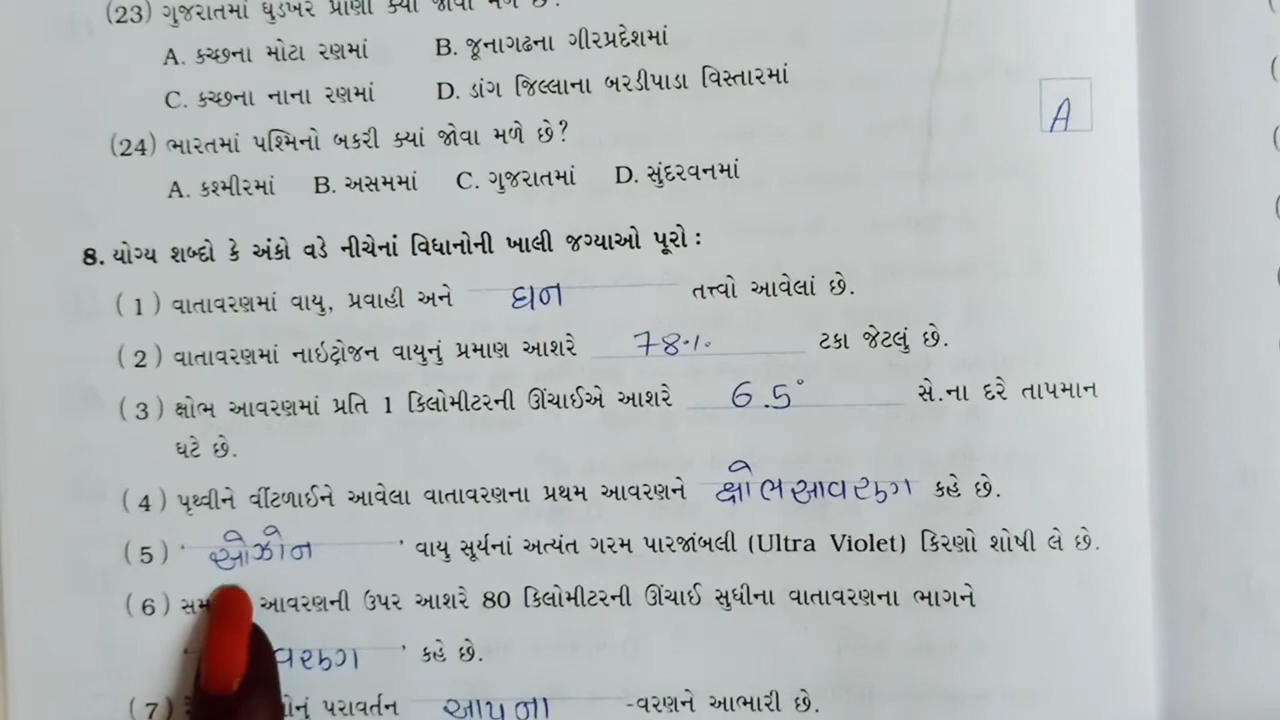 (23) ગુજરાતમાં ઘુડખર પ્રાણી ક્યાં જોવા મળે છે?
A. કચ્છના મોટા રણમાં B. જૂનાગઢના ગીરપ્રદેશમાં
C. કચ્છના નાના રણમાં D. ડાંગ જિલ્લાના બરડીપાડા વિસ્તારમાં
A
(24) ભારતમાં પશ્મિનો બકરી ક્યાં જોવા મળે છે?
A. કશ્મીરમાં B. અસમમાં C. ગુજરાતમાં D. સુંદરવનમાં
8. યોગ્ય શબ્દો કે અંકો વડે નીચેનાં વિધાનોની ખાલી જગ્યાઓ પૂરો :
(1) વાતાવરણમાં વાયુ, પ્રવાહી અને ઘન તત્ત્વો આવેલાં છે.
(2) વાતાવરણમાં નાઇટ્રોજન વાયુનું પ્રમાણ આશરે 78% ટકા જેટલું છે.
(3) ક્ષોભ આવરણમાં પ્રતિ 1 કિલોમીટરની ઊંચાઈએ આશરે 6.5° સે.ના દરે તાપમાન
ઘટે છે.
(4) પૃથ્વીને વીંટળાઈને આવેલા વાતાવરણના પ્રથમ આવરણને ક્ષોભઆવરણ કહે છે.
(5) 'ઓઝોન' વાયુ સૂર્યનાં અત્યંત ગરમ પારજાંબલી (Ultra Violet) કિરણો શોષી લે છે.
(6) આવરણની ઉપર આશરે 80 કિલોમીટરની ઊંચાઈ સુધીના વાતાવરણના ભાગને
કહે છે.
(7) પરાવર્તન આયના -વરણને આભારી છે.